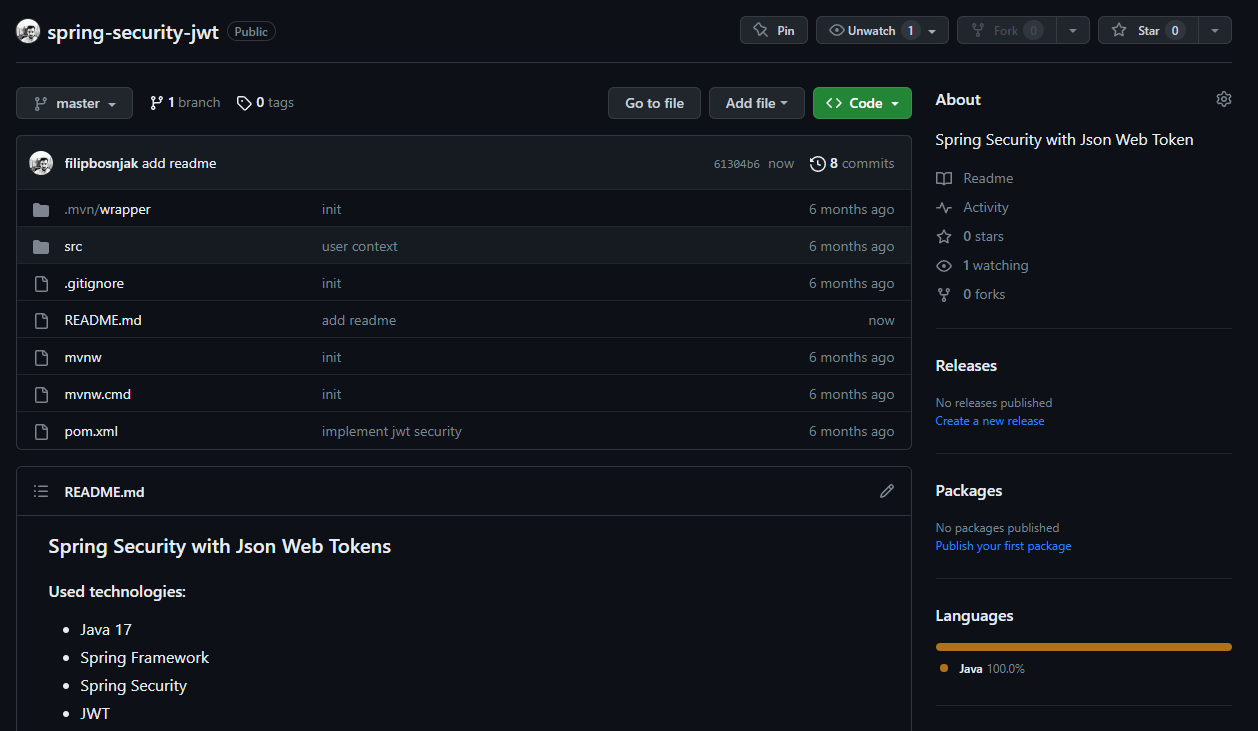 spring-security-jwt Public
Pin Unwatch 1 Fork 0 Star 0
master 1 branch 0 tags Go to file Add file Code
filipbosnjak add readme 61304b6 now 8 commits
.mvn/wrapper init 6 months ago
src user context 6 months ago
.gitignore init 6 months ago
README.md add readme now
mvnw init 6 months ago
mvnw.cmd init 6 months ago
pom.xml implement jwt security 6 months ago
README.md
Spring Security with Json Web Tokens
Used technologies:
Java 17
Spring Framework
Spring Security
JWT
About
Spring Security with Json Web Token
Readme
Activity
0 stars
1 watching
0 forks
Releases
No releases published
Create a new release
Packages
No packages published
Publish your first package
Languages
Java 100.0%